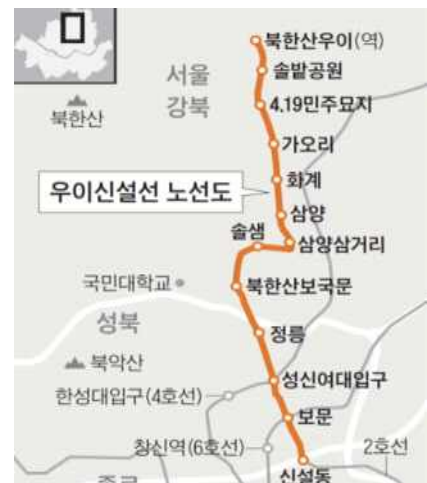 북한산우이(역)
서울
강북
솔밭공원
4.19민주묘지
북한산
가오리
화계
우이신설선 노선도
삼양
솔샘
삼양삼거리
국민대학교
북한산보국문
성북
정릉
북악산
성신여대입구
한성대입구(4호선)
보문
창신역(6호선)
2호선
신설동
종로